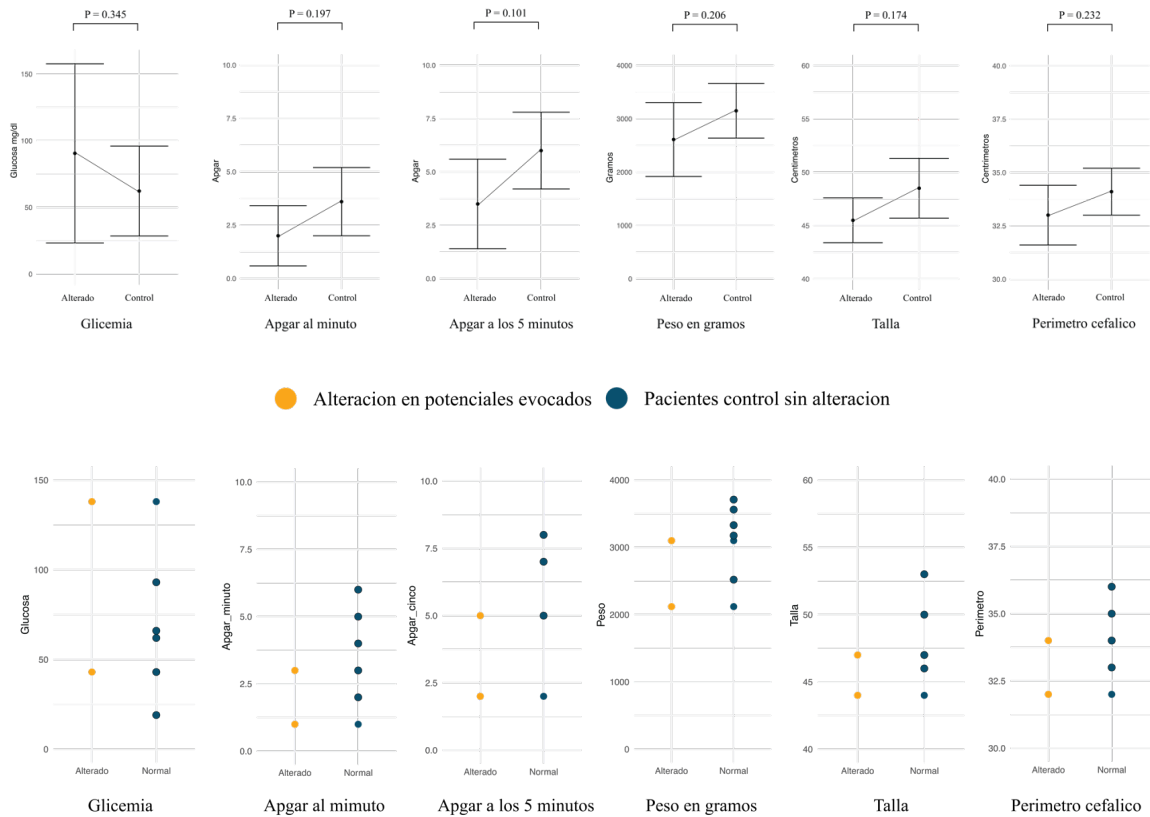 P = 0.345 P = 0.197 P = 0.101 P = 0.206 P = 0.174 P = 0.232
Glucosa mg/dl
150
100
50
0
Alterado Control
Glicemia
Apgar
10.0
7.5
5.0
2.5
0.0
Alterado Control
Apgar al minuto
Apgar
10.0
7.5
5.0
2.5
0.0
Alterado Control
Apgar a los 5 minutos
Gramos
4000
3000
2000
1000
0
Alterado Control
Peso en gramos
Centimetros
60
55
50
45
40
Alterado Control
Talla
Centrimetros
40.0
37.5
35.0
32.5
30.0
Alterado Control
Perimetro cefalico
Alteracion en potenciales evocados Pacientes control sin alteracion
Glucosa
150
100
50
0
Alterado Normal
Glicemia
Apgar_minuto
10.0
7.5
5.0
2.5
0.0
Alterado Normal
Apgar al mimuto
Apgar_cinco
10.0
7.5
5.0
2.5
0.0
Alterado Normal
Apgar a los 5 minutos
Peso
4000
3000
2000
1000
0
Alterado Normal
Peso en gramos
Talla
60
55
50
45
40
Alterado Normal
Talla
Perimetro
40.0
37.5
35.0
32.5
30.0
Alterado Normal
Perimetro cefalico